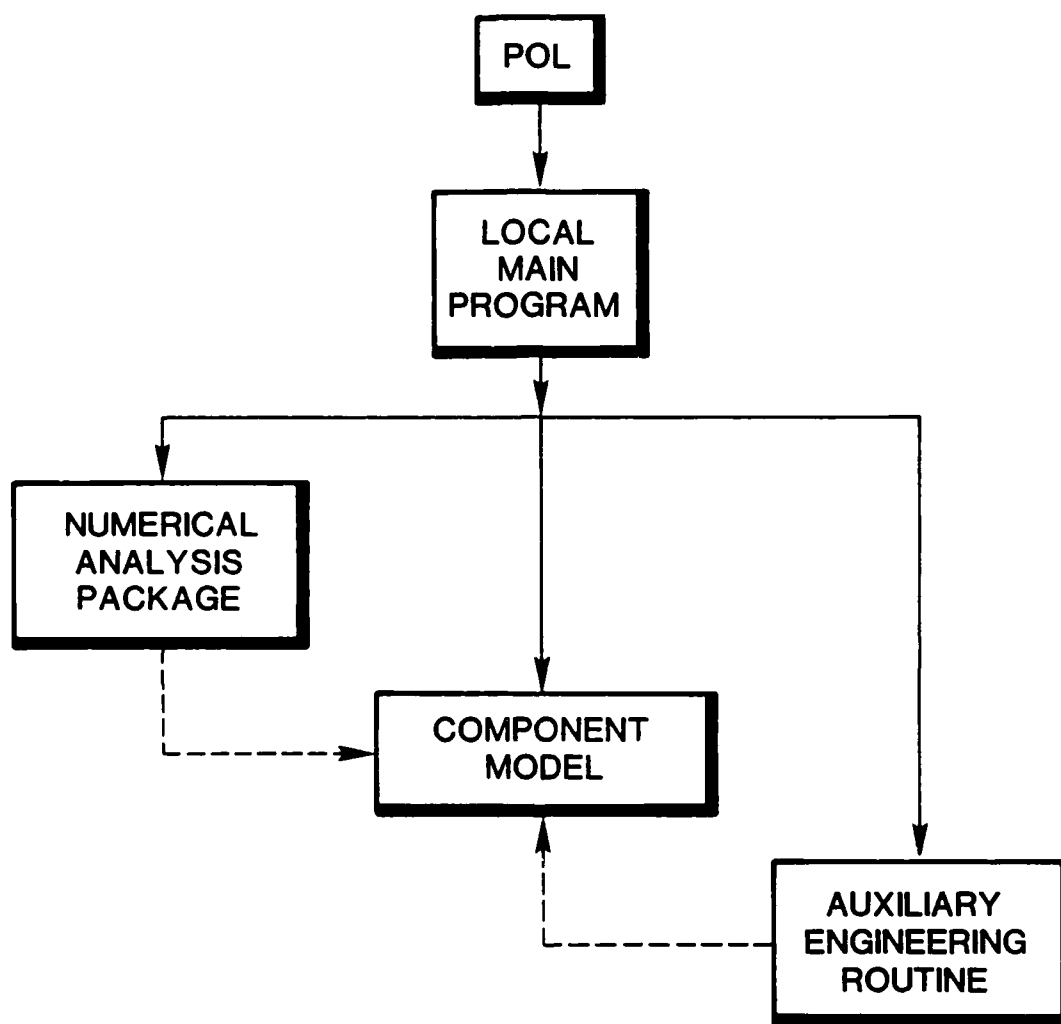 POL
LOCAL
MAIN
PROGRAM
NUMERICAL
ANALYSIS
PACKAGE
COMPONENT
MODEL
AUXILIARY
ENGINEERING
ROUTINE